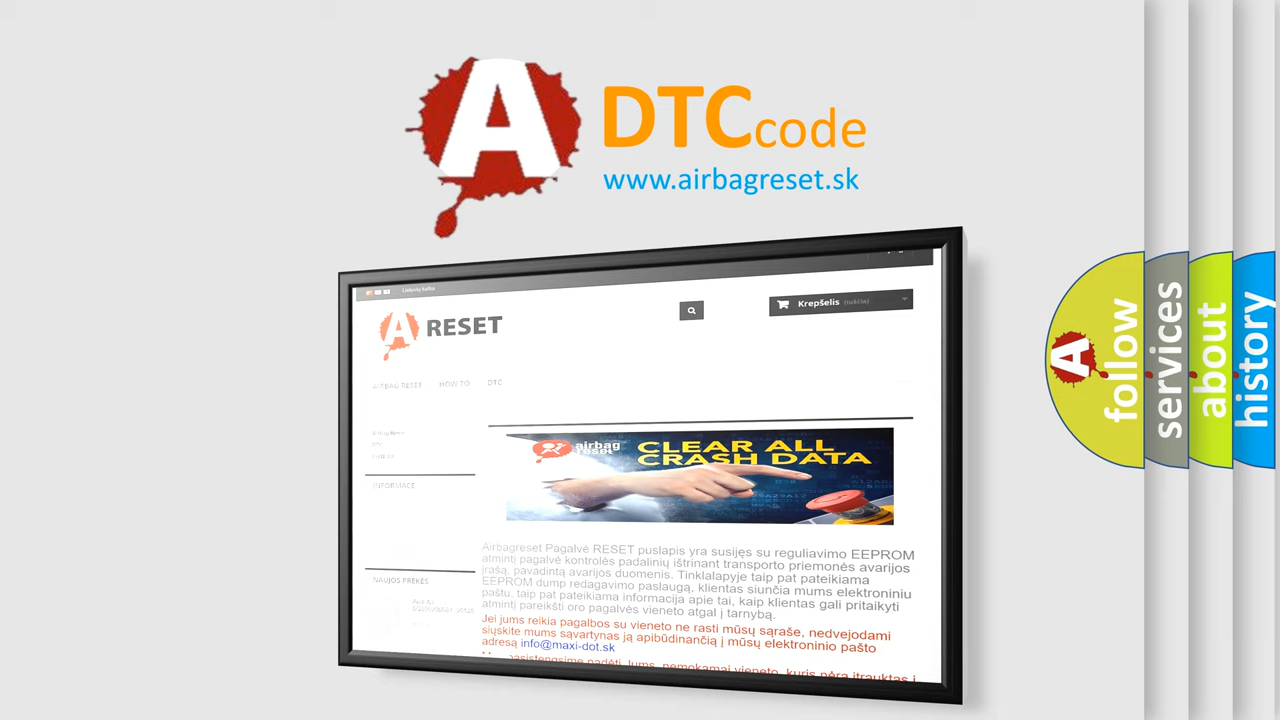 A
DTCcode
www.airbagreset.sk
Lietuvių kalba
Krepšelis (tuščia)
A RESET
AIRBAG RESET HOW TO DTC
INFORMACE
airbag
reset
CLEAR ALL
CRASH DATA
Airbagreset Pagalvė RESET puslapis yra susijęs su reguliavimo EEPROM
atmintį pagalvė kontrolės padalinių ištrinant transporto priemonės avarijos
įrašą, pavadintą avarijos duomenis. Tinklalapyje taip pat pateikiama
EEPROM dump redagavimo paslaugą, klientas siunčia mums elektroniniu
paštu, taip pat pateikiama informacija apie tai, kaip klientas gali pritaikyti
atmintį pareikšti oro pagalvės vieneto atgal į tarnybą.
Jei jums reikia pagalbos su vieneto ne rasti mūsų sąraše, nedvejodami
siųskite mums sąvartynas ją apibūdinančią į mūsų elektroninio pašto
adresą info@maxi-dot.sk
NAUJOS PREKĖS
A
follow
services
about
history